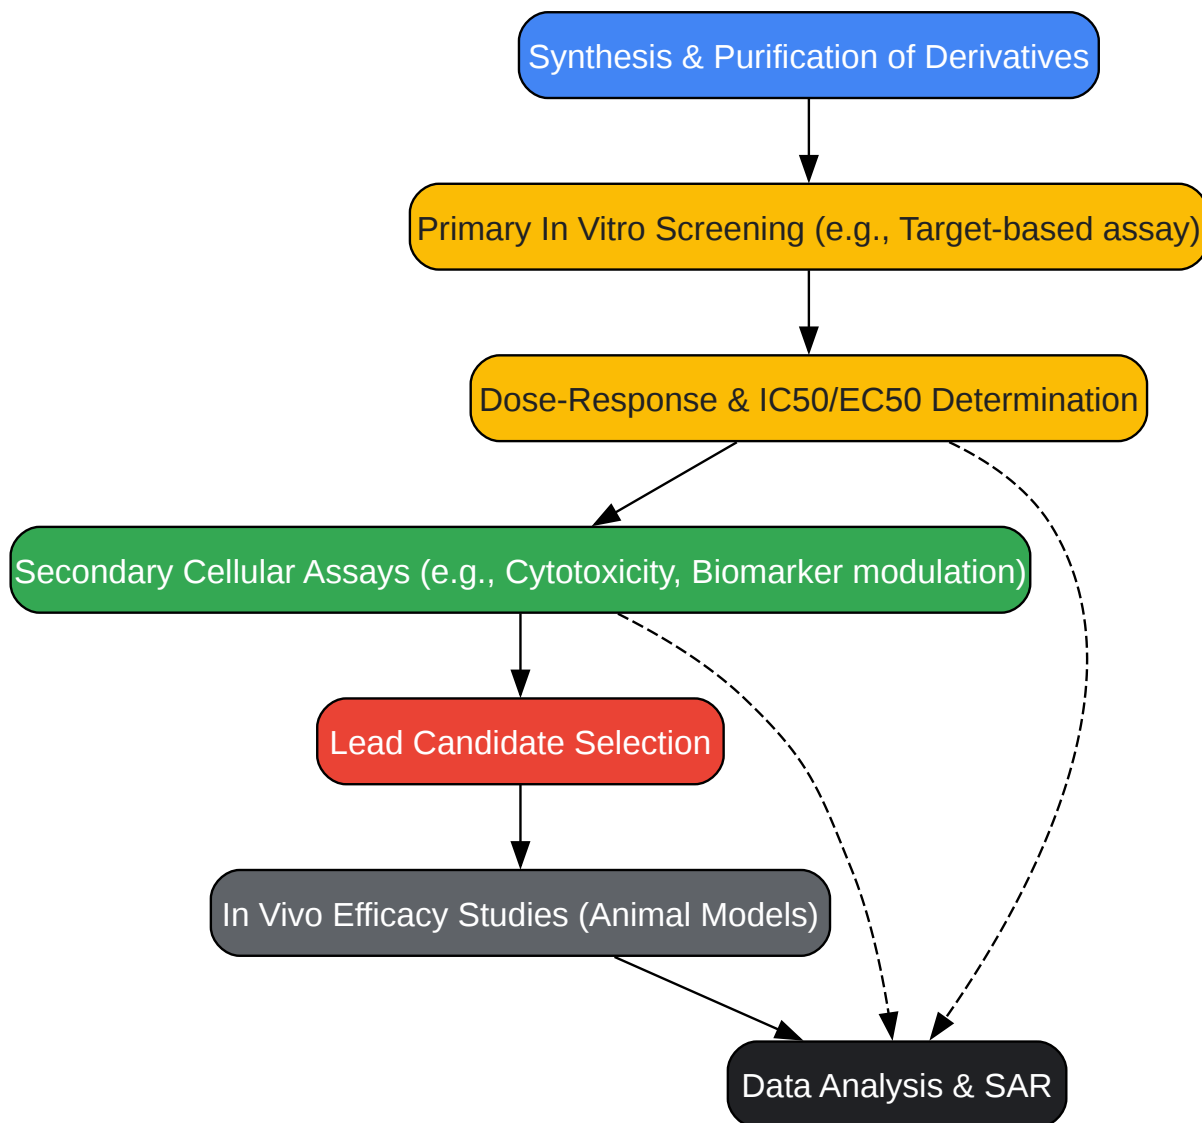 Synthesis & Purification of Derivatives
Primary In Vitro Screening (e.g., Target-based assay)
Dose-Response & IC50/EC50 Determination
Secondary Cellular Assays (e.g., Cytotoxicity, Biomarker modulation)
Lead Candidate Selection
In Vivo Efficacy Studies (Animal Models)
Data Analysis & SAR